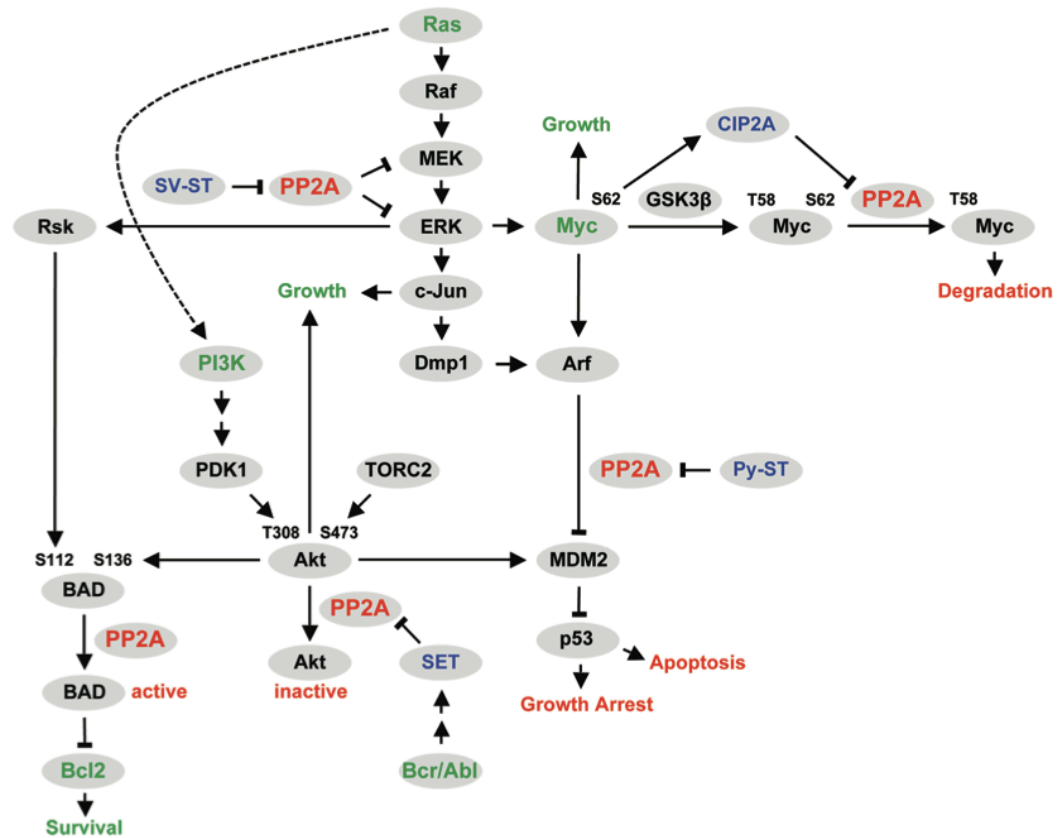 Ras
Raf
Growth
CIP2A
MEK
SV-ST
PP2A
S62
GSK3β
T58
S62
PP2A
T58
Rsk
ERK
Myc
Myc
Myc
Growth
c-Jun
Degradation
PI3K
Dmp1
Arf
PDK1
TORC2
PP2A
Py-ST
T308
S473
S112
S136
Akt
MDM2
BAD
PP2A
PP2A
p53
Akt
SET
Apoptosis
BAD
active
inactive
Growth Arrest
Bcl2
Bcr/Abl
Survival